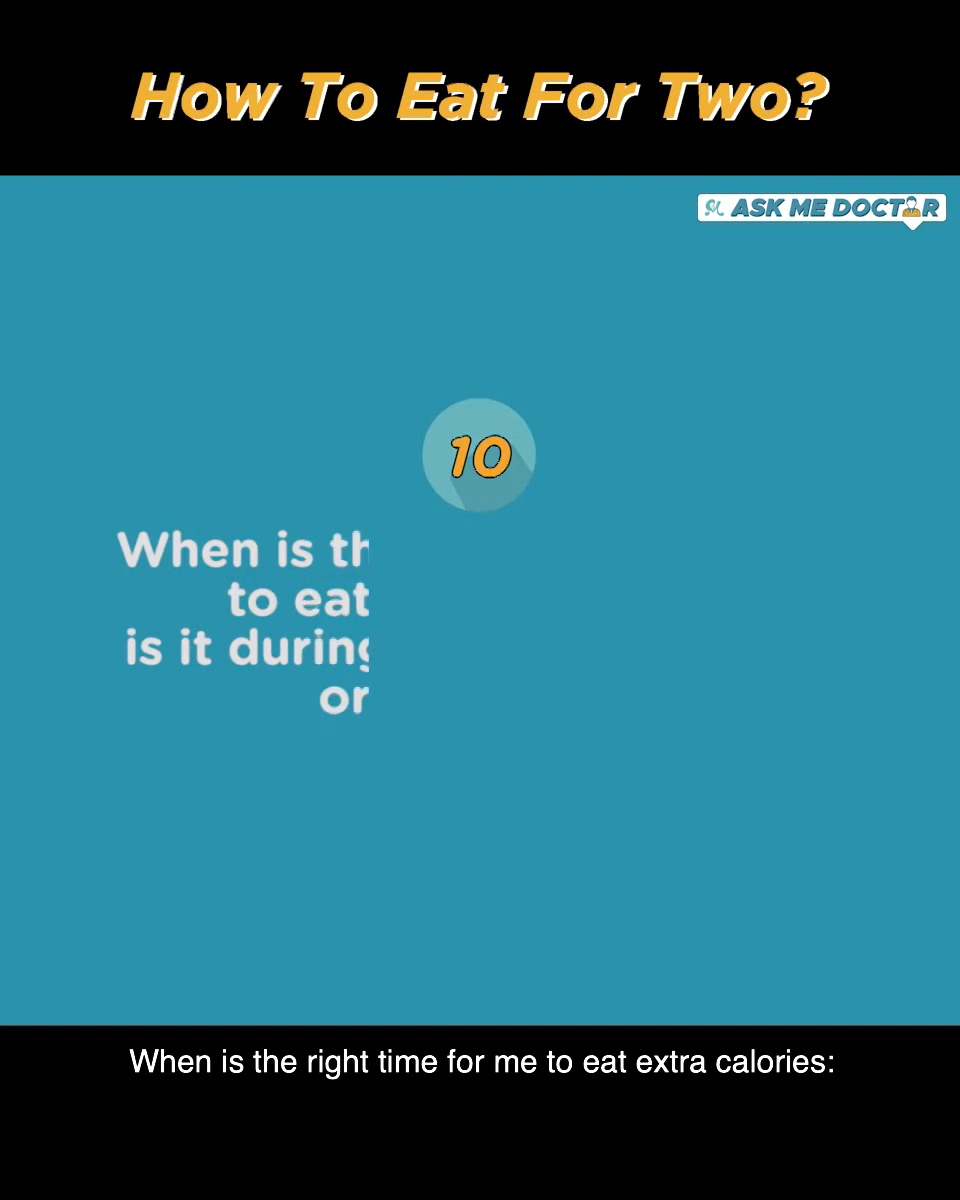 How To Eat For Two?
ASK ME DOCTOR
10
When is th
to eat
is it during
or
When is the right time for me to eat extra calories: